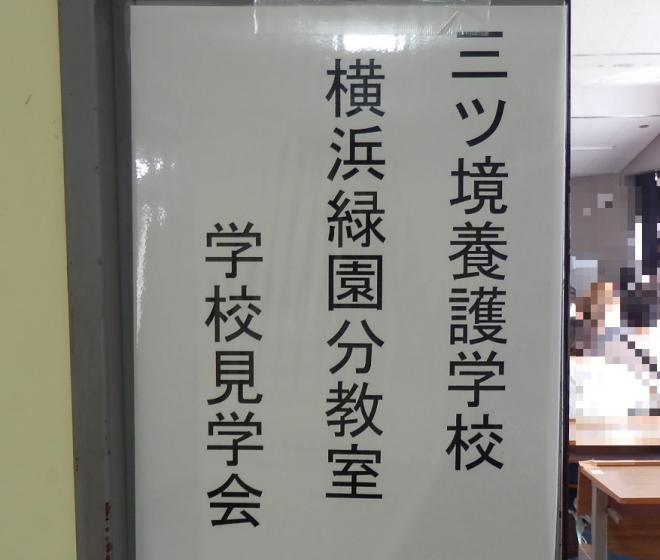 三ツ境養護学校
横浜緑園分教室
学校見学会